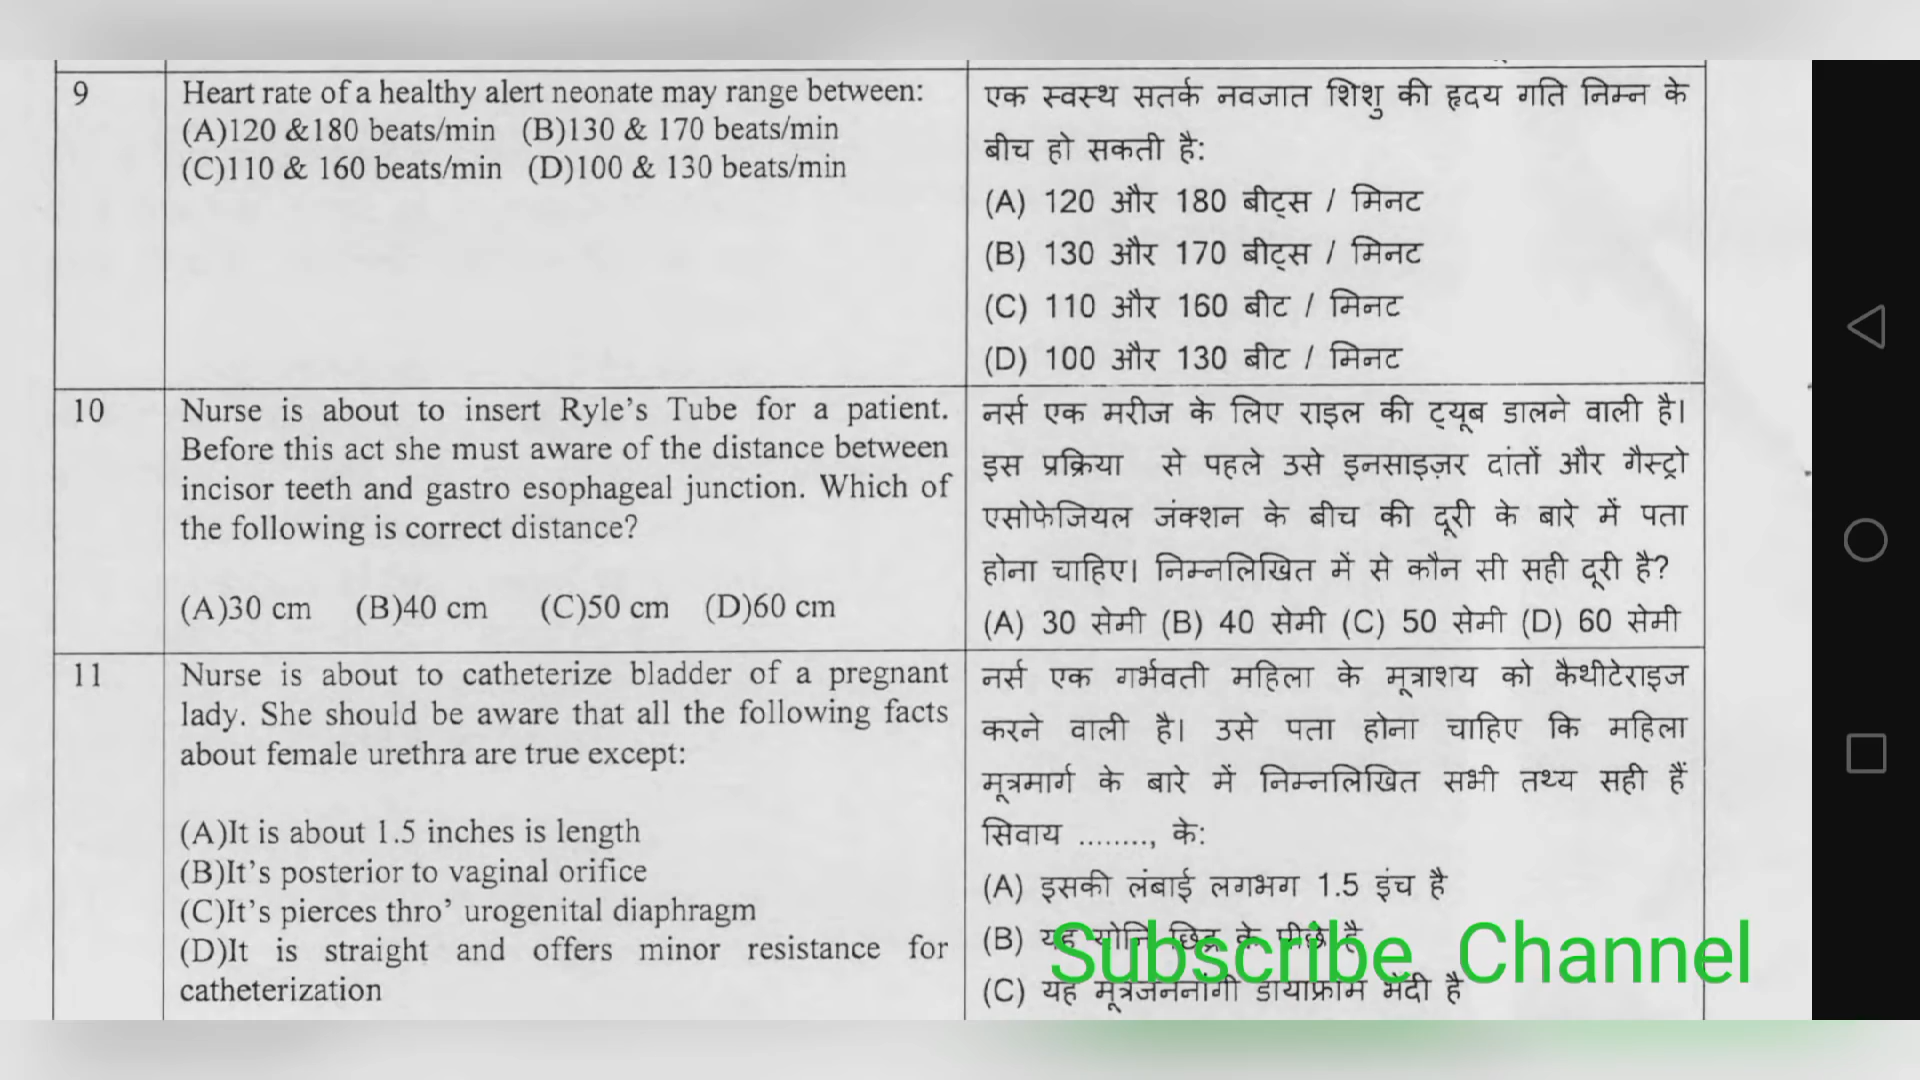 9
Heart rate of a healthy alert neonate may range between:
(A)120 &180 beats/min (B)130 & 170 beats/min
(C)110 & 160 beats/min (D)100 & 130 beats/min
एक स्वस्थ सतर्क नवजात शिशु की हृदय गति निम्न के
बीच हो सकती है:
(A) 120 और 180 बीट्स / मिनट
(B) 130 और 170 बीट्स / मिनट
(C) 110 और 160 बीट / मिनट
(D) 100 और 130 बीट / मिनट
10
Nurse is about to insert Ryle's Tube for a patient.
Before this act she must aware of the distance between
incisor teeth and gastro esophageal junction. Which of
the following is correct distance?
(A)30 cm (B)40 cm (C)50 cm (D)60 cm
नर्स एक मरीज के लिए राइल की ट्यूब डालने वाली है।
इस प्रक्रिया से पहले उसे इनसाइज़र दांतों और गैस्ट्रो
एसोफेजियल जंक्शन के बीच की दूरी के बारे में पता
होना चाहिए। निम्नलिखित में से कौन सी सही दूरी है?
(A) 30 सेमी (B) 40 सेमी (C) 50 सेमी (D) 60 सेमी
11
Nurse is about to catheterize bladder of a pregnant
lady. She should be aware that all the following facts
about female urethra are true except:
(A)It is about 1.5 inches is length
(B)It's posterior to vaginal orifice
(C)It's pierces thro' urogenital diaphragm
(D)It is straight and offers minor resistance for
catheterization
नर्स एक गर्भवती महिला के मूत्राशय को कैथीटेराइज
करने वाली है। उसे पता होना चाहिए कि महिला
मूत्रमार्ग के बारे में निम्नलिखित सभी तथ्य सही हैं
सिवाय ........, के:
(A) इसकी लंबाई लगभग 1.5 इंच है
(B) यह योनि छिद्र के पीछे है
(C) यह मूत्रजननांगी डायाफ्राम भेदी है
Subscribe Channel